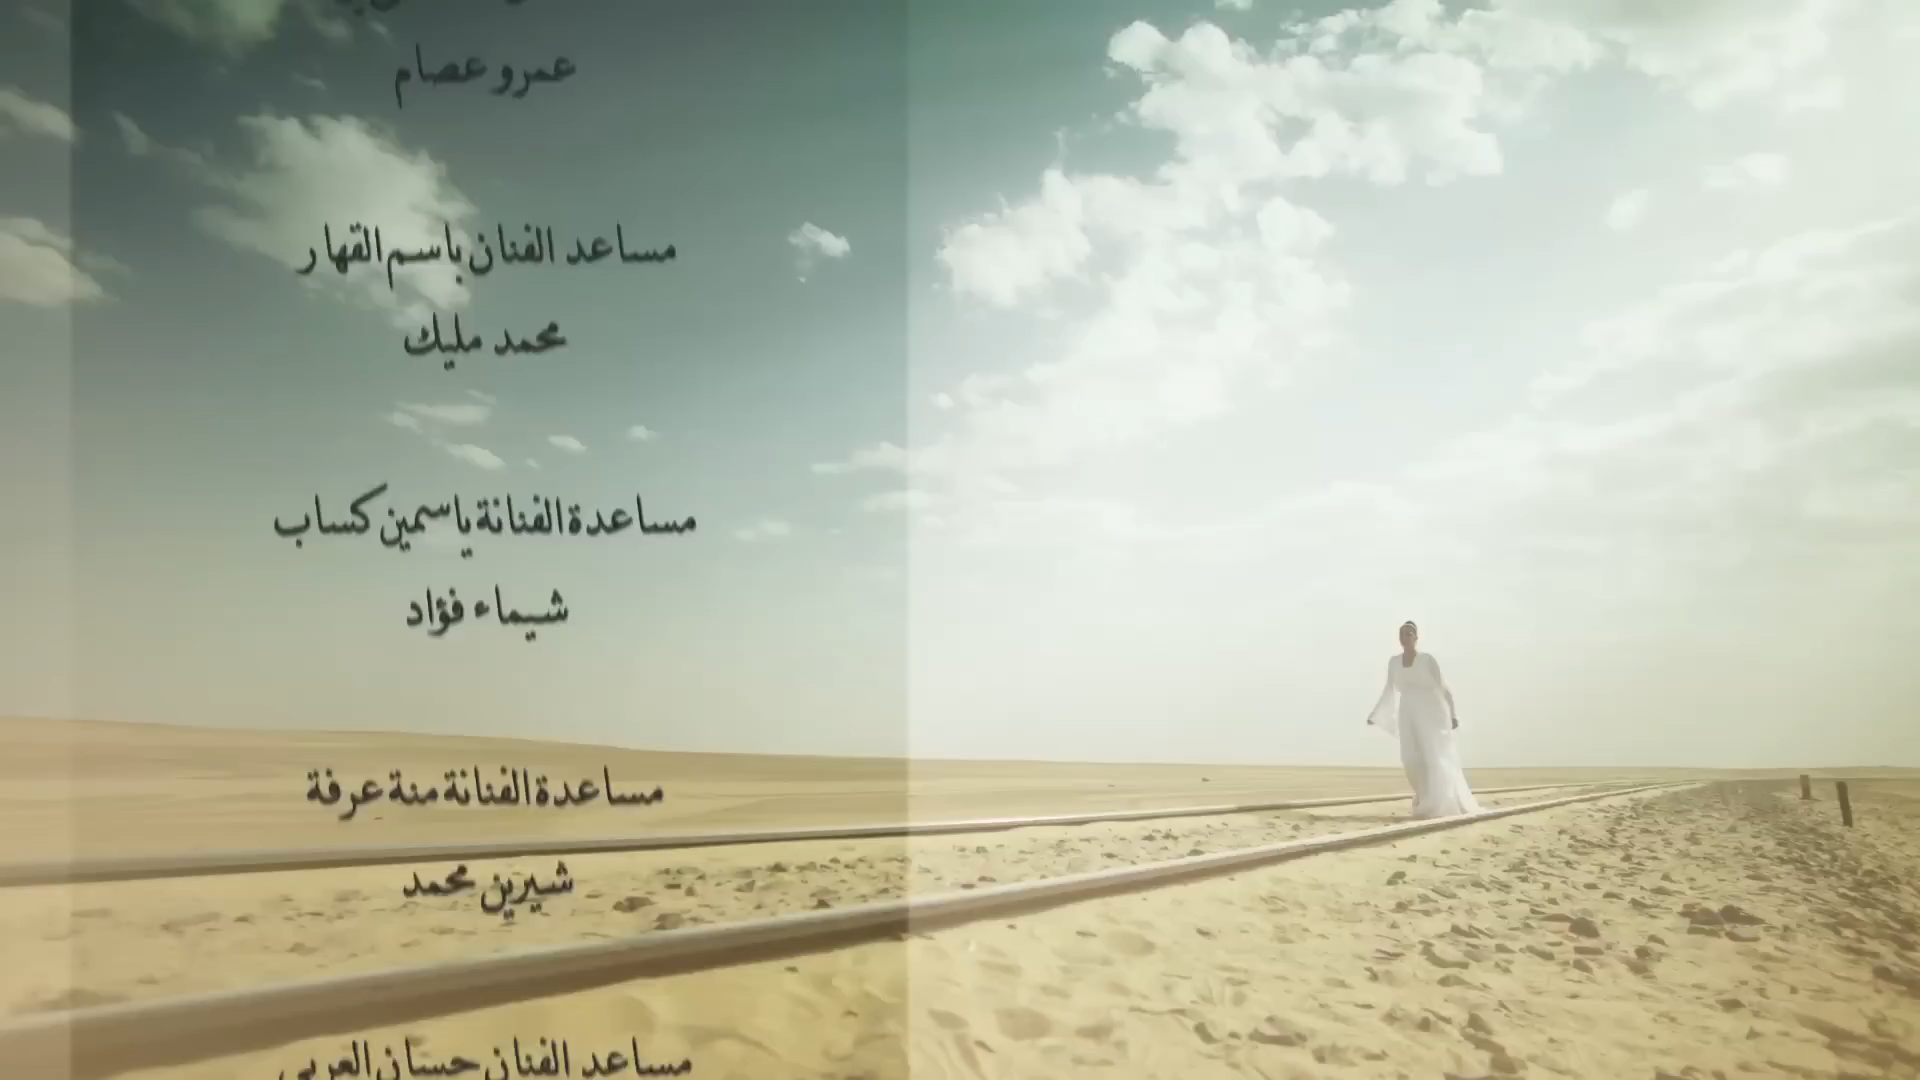 عمرو عصام
مساعد الفنان باسم القهار
محمد مليك
مساعدة الفنانة ياسمين كساب
شيماء فؤاد
مساعدة الفنانة منة عرفة
شيرين محمد
مساعد الفنان حسان العربي